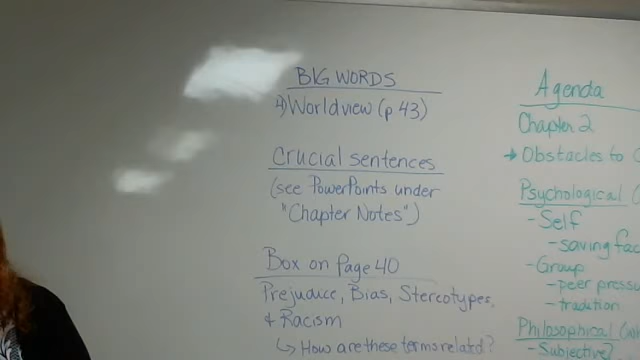 BIG WORDS
4) Worldview (p 43)
Crucial sentences
(see PowerPoints under
"Chapter Notes")
Box on Page 40
Prejudice, Bias, Stereotypes,
+ Racism
↳ How are these terms related?
Agenda
Chapter 2
→ Obstacles to
Psychological
- Self
- saving
- Group
- peer
- tradition
Philosophical
- Subjective